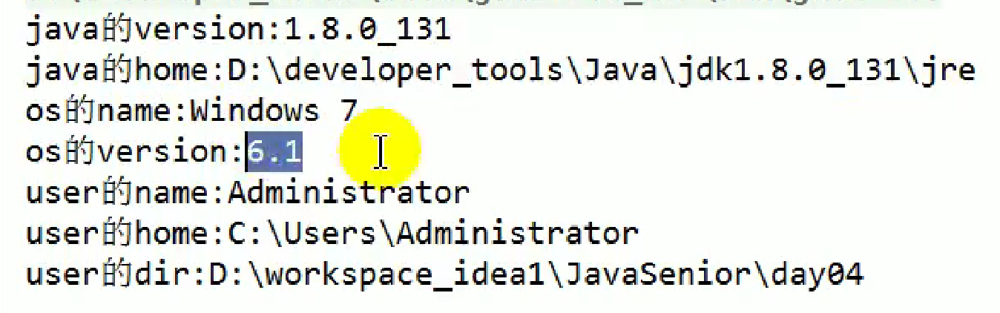 java的version:1.8.0_131
java的home:D:\developer_tools\Java\jdk1.8.0_131\jre
os的name:Windows 7
os的version:6.1
user的name:Administrator
user的home:C:\Users\Administrator
user的dir:D:\workspace_idea1\JavaSenior\day04